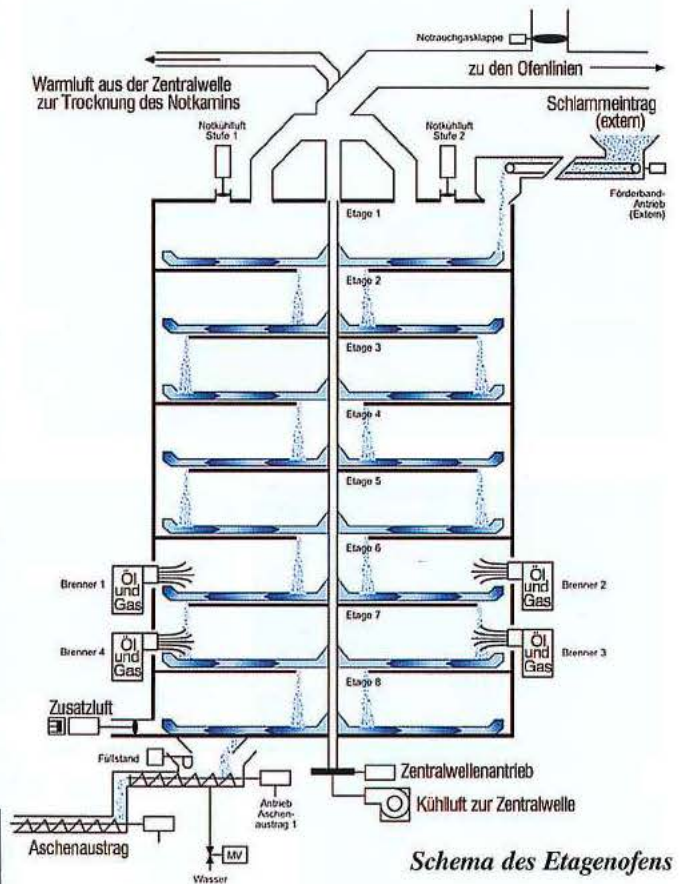 Notrauchgasklappe
zu den Ofenlinien
Warmluft aus der Zentralwelle
zur Trocknung des Notkamins
Schlammeintrag
(extern)
Notkühlluft
Stufe 1
Notkühlluft
Stufe 2
Förderband-
Antrieb
(Extern)
Etage 1
Etage 2
Etage 3
Etage 4
Etage 5
Etage 6
Brenner 1
Öl
und
Gas
Öl
und
Gas
Brenner 2
Etage 7
Brenner 4
Öl
und
Gas
Öl
und
Gas
Brenner 3
Etage 8
Zusatzluft
Füllstand
Zentralwellenantrieb
Antrieb
Aschen-
austrag 1
Kühlluft zur Zentralwelle
Aschenaustrag
MV
Wasser
Schema des Etagenofens